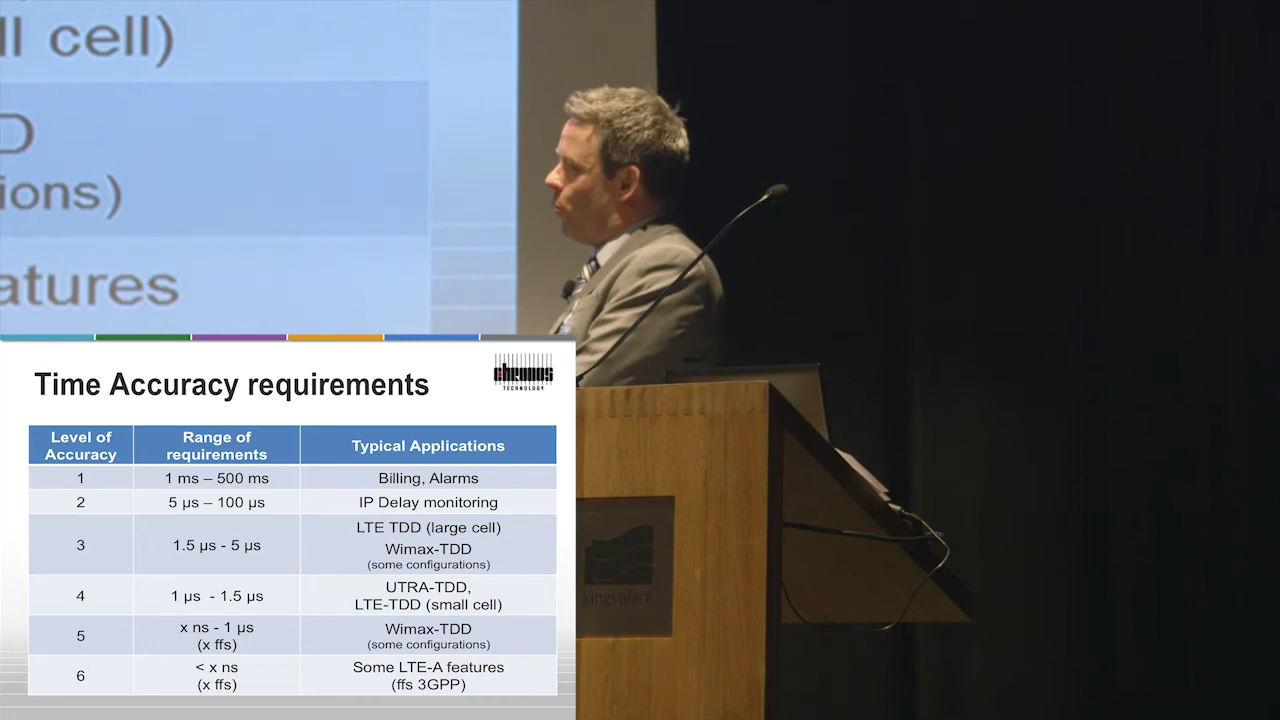 ll cell)
D
ions)
atures
Time Accuracy requirements
chronos
TECHNOLOGY
Level of
Accuracy
Range of
requirements
Typical Applications
1
1 ms – 500 ms
Billing, Alarms
2
5 µs – 100 µs
IP Delay monitoring
3
1.5 µs - 5 µs
LTE TDD (large cell)
Wimax-TDD
(some configurations)
4
1 µs - 1.5 µs
UTRA-TDD,
LTE-TDD (small cell)
5
x ns - 1 µs
(x ffs)
Wimax-TDD
(some configurations)
6
< x ns
(x ffs)
Some LTE-A features
(ffs 3GPP)
kings place